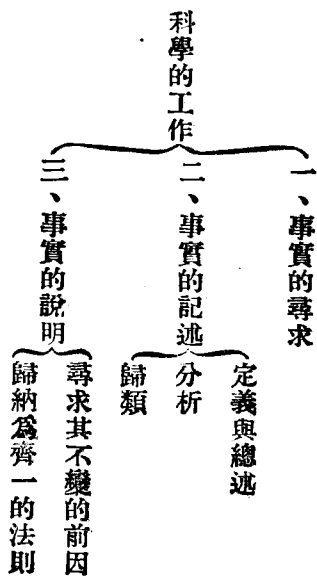 科學的工作
一、事實的尋求
二、事實的記述
定義與總述
分析
歸類
三、事實的說明
尋求其不變的前因
歸納爲齊一的法則